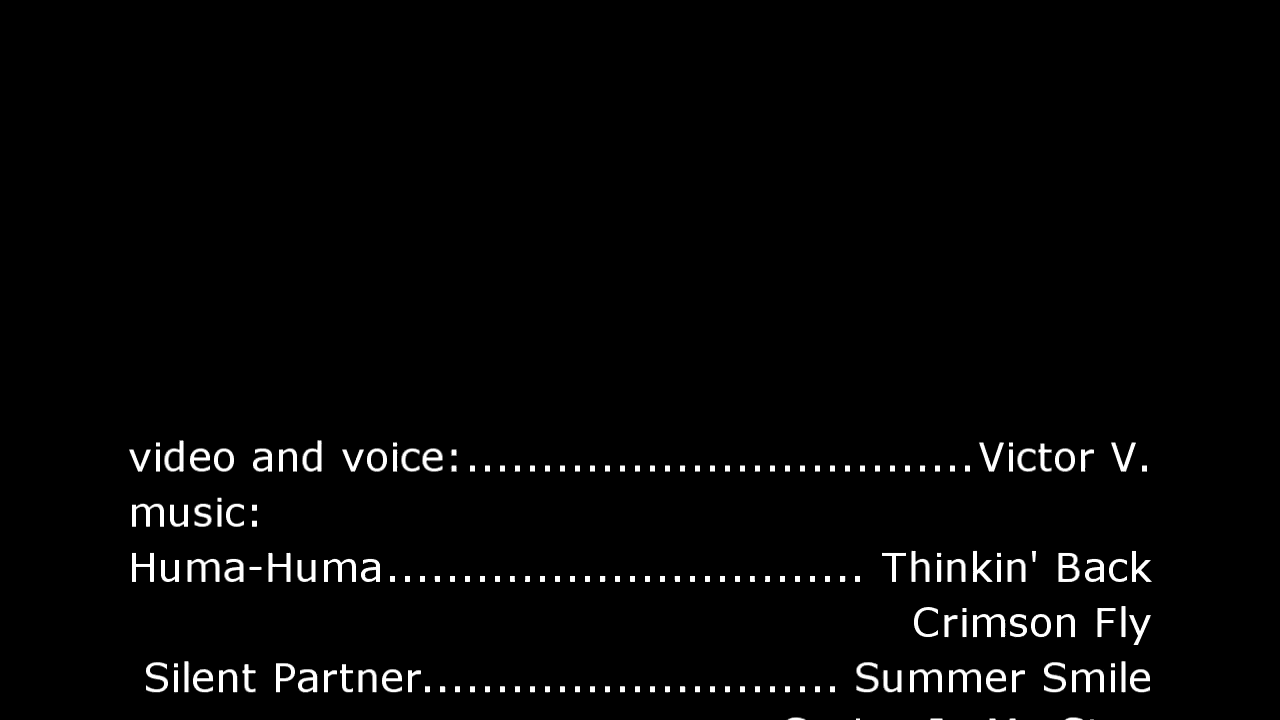 video and voice:..................................Victor V.
music:
Huma-Huma................................ Thinkin' Back
Crimson Fly
Silent Partner............................ Summer Smile